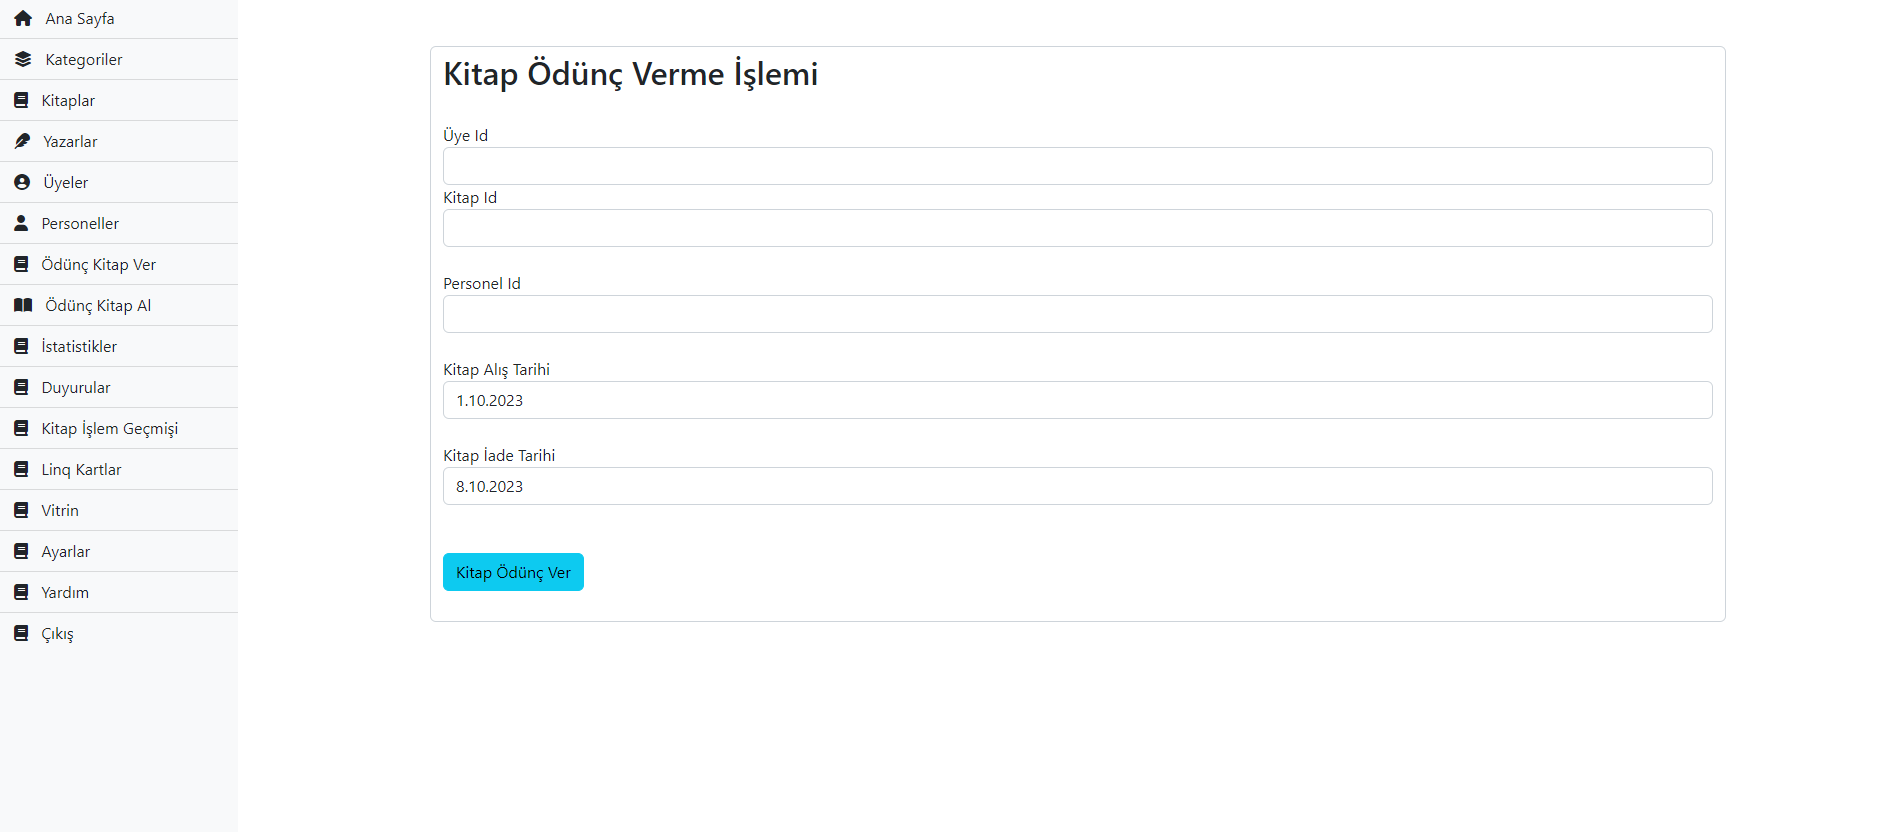 Ana Sayfa
Kategoriler
Kitaplar
Yazarlar
Üyeler
Personeller
Ödünç Kitap Ver
Ödünç Kitap Al
İstatistikler
Duyurular
Kitap İşlem Geçmişi
Linq Kartlar
Vitrin
Ayarlar
Yardım
Çıkış
Kitap Ödünç Verme İşlemi
Üye Id
Kitap Id
Personel Id
Kitap Alış Tarihi
1.10.2023
Kitap İade Tarihi
8.10.2023
Kitap Ödünç Ver